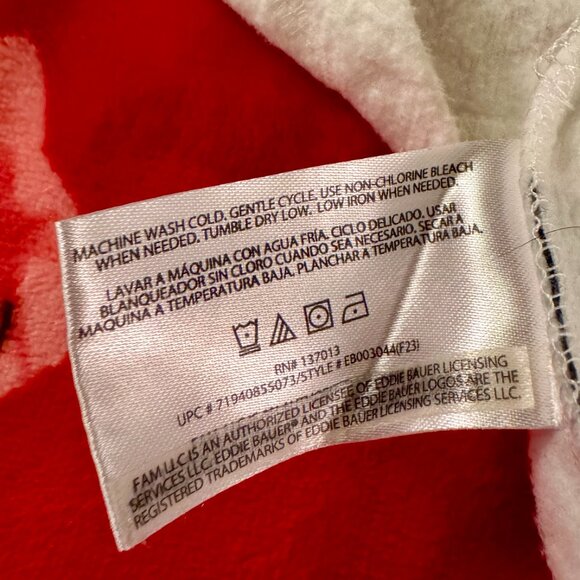 MACHINE WASH COLD. GENTLE CYCLE. USE NON-CHLORINE BLEACH
WHEN NEEDED. TUMBLE DRY LOW. LOW IRON WHEN NEEDED.
LAVAR A MÁQUINA CON AGUA FRÍA. CICLO DELICADO. USAR
BLANQUEADOR SIN CLORO CUANDO SEA NECESARIO. SECAR A
MAQUINA A TEMPERATURA BAJA. PLANCHAR A TEMPERATURA BAJA.
RN# 137013
UPC # 71940855073/STYLE # EB003044(F23)
FAM LLC IS AN AUTHORIZED LICENSEE OF EDDIE BAUER LICENSING
SERVICES LLC. EDDIE BAUER® AND THE EDDIE BAUER LOGOS ARE THE
REGISTERED TRADEMARKS OF EDDIE BAUER LICENSING SERVICES LLC.